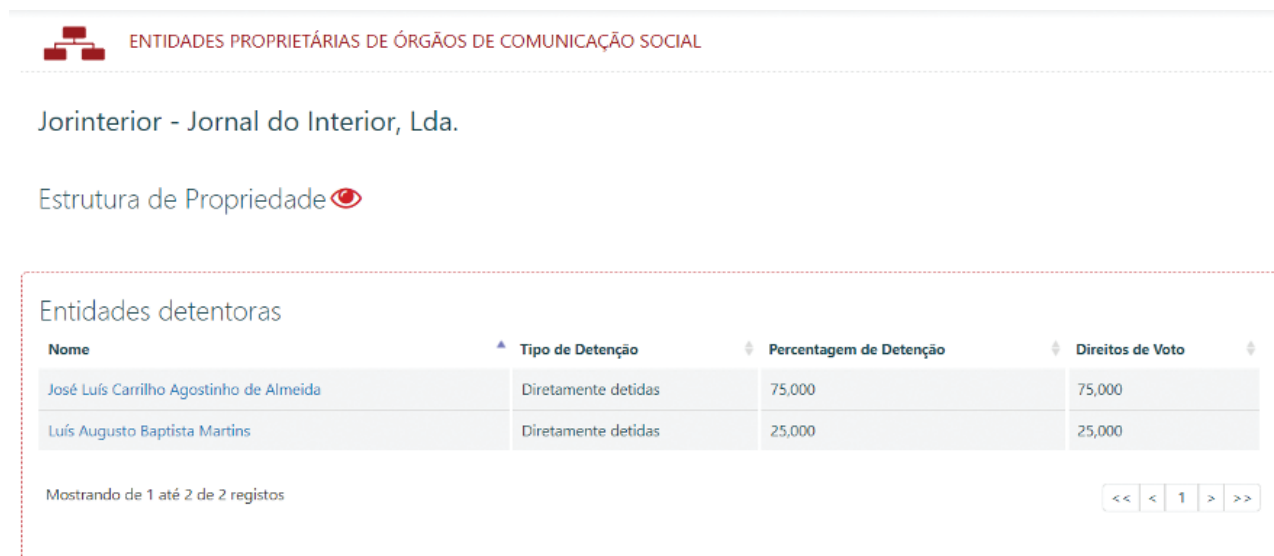 ENTIDADES PROPRIETÁRIAS DE ÓRGÃOS DE COMUNICAÇÃO SOCIAL
Jorinterior - Jornal do Interior, Lda.
Estrutura de Propriedade
Entidades detentoras
Nome Tipo de Detenção Percentagem de Detenção Direitos de Voto
José Luís Carrilho Agostinho de Almeida Diretamente detidas 75,000 75,000
Luís Augusto Baptista Martins Diretamente detidas 25,000 25,000
Mostrando de 1 até 2 de 2 registos << < 1 > >>